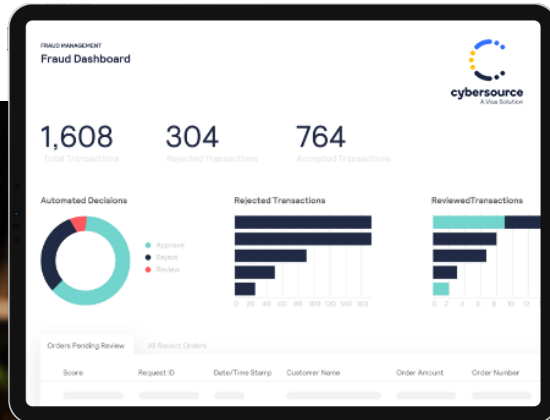 FRAUD MANAGEMENT
Fraud Dashboard
cybersource
A Visa Solution
1,608 304 764
Total Transactions Rejected Transactions Accepted Transactions
Automated Decisions Rejected Transactions ReviewedTransactions
Approve
Reject
Review
0 20 40 60 80 100 120 140 160
0 2 4 6 8 10 12
Orders Pending Review All Recent Orders
Score Request ID Date/Time Stamp Customer Name Order Amount Order Number